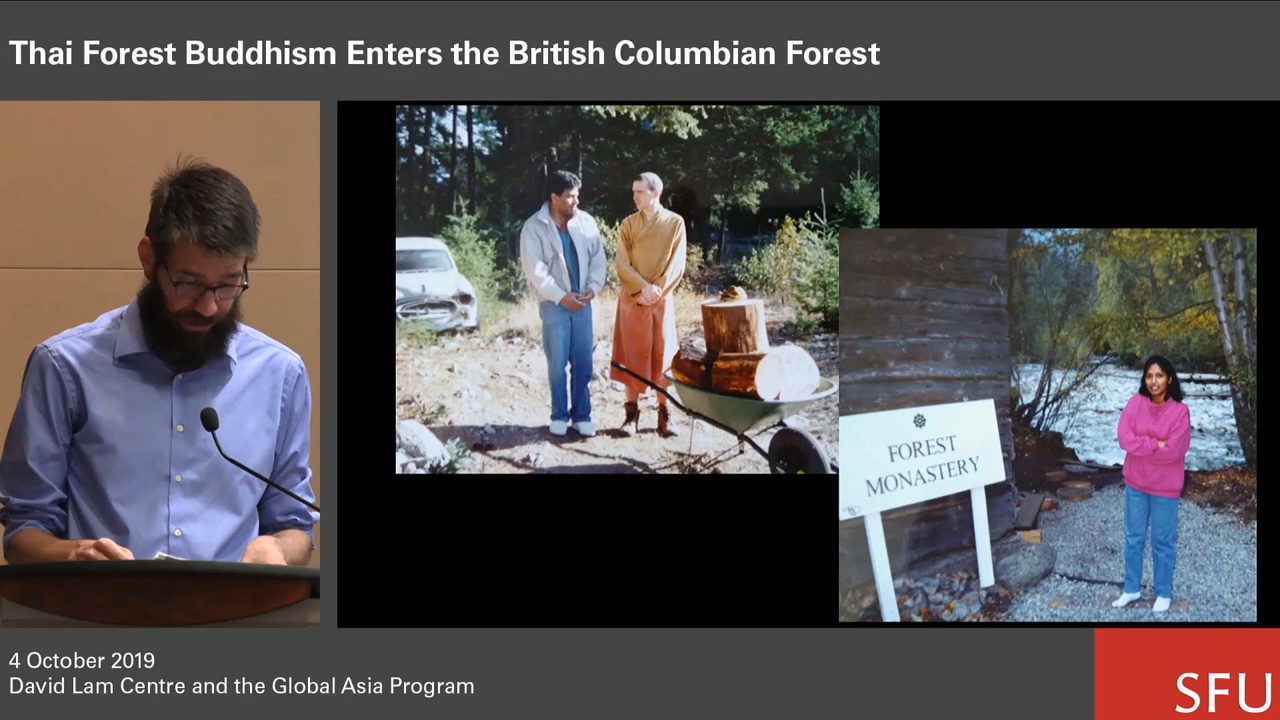 Thai Forest Buddhism Enters the British Columbian Forest
FOREST
MONASTERY
4 October 2019
David Lam Centre and the Global Asia Program
SFU